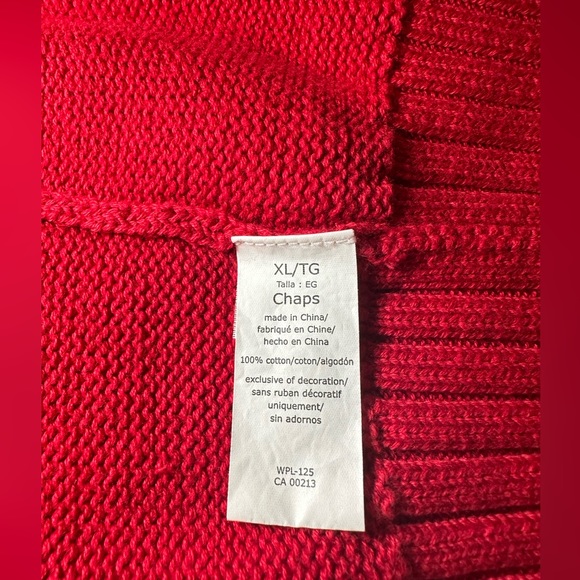 XL/TG
Talla : EG
Chaps
made in China/
fabriqué en Chine/
hecho en China
100% cotton/coton/algodón
exclusive of decoration/
sans ruban décoratif
uniquement/
sin adornos
WPL-125
CA 00213